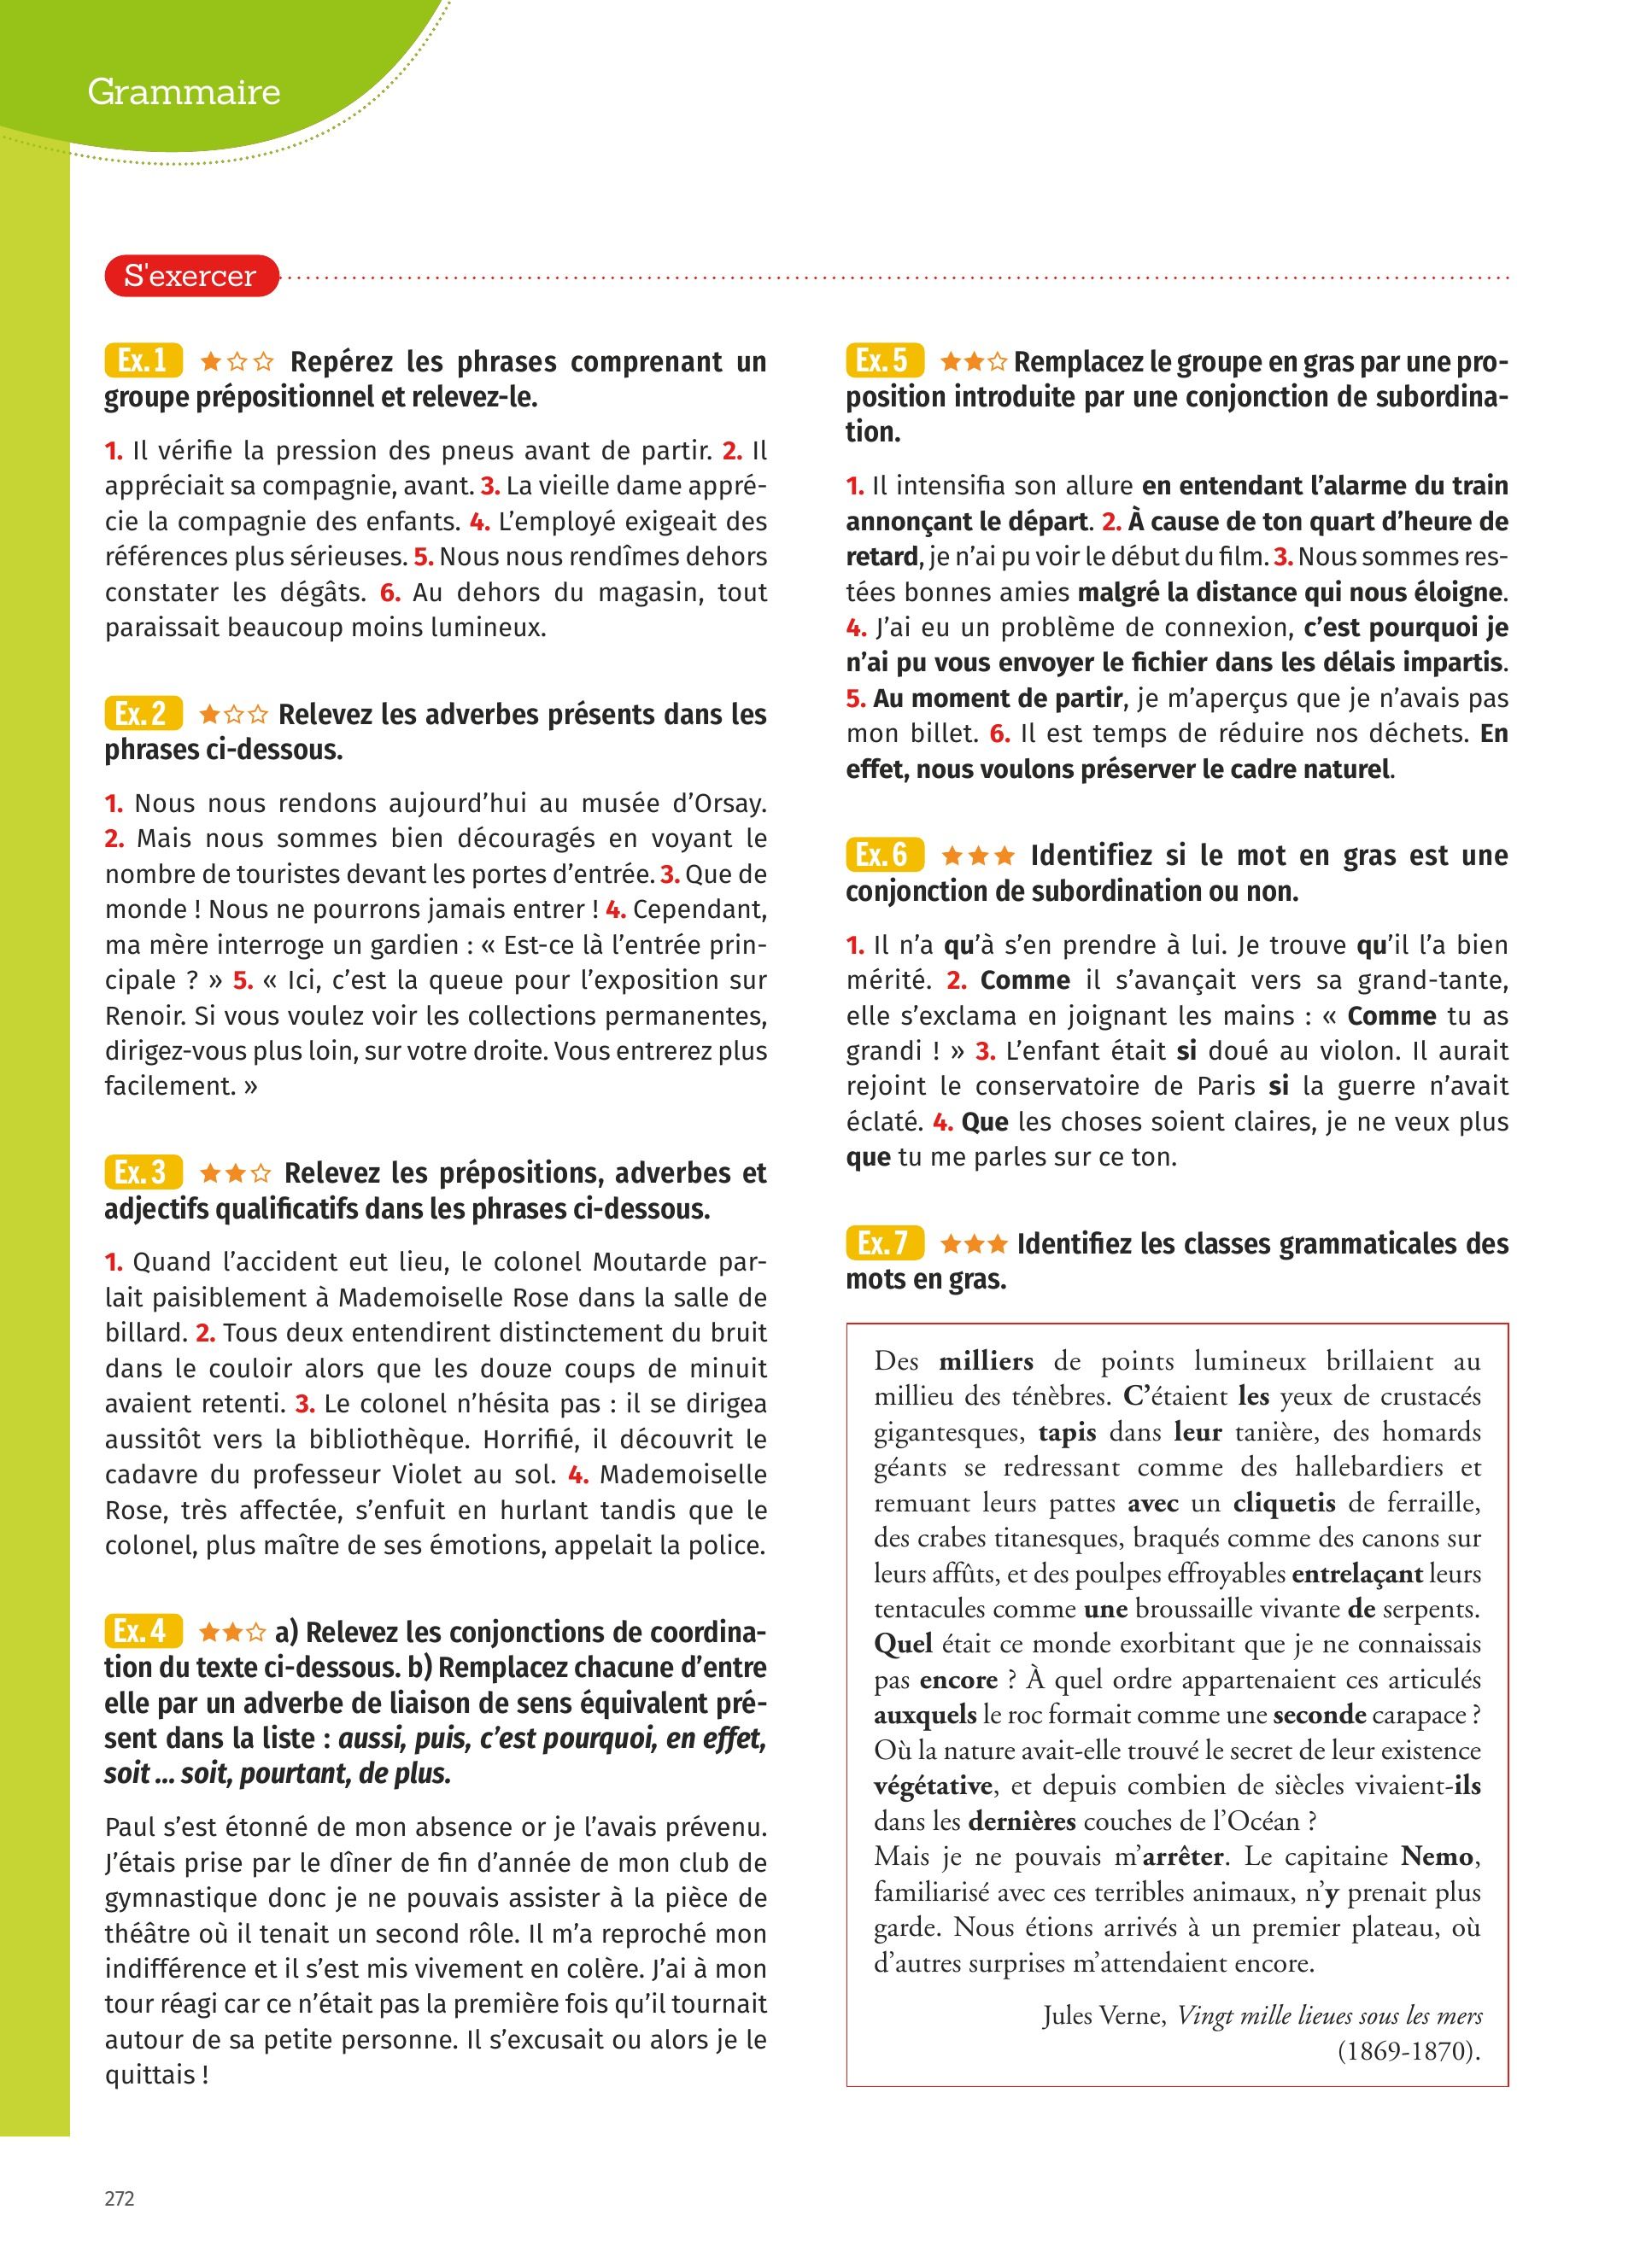 Grammaire
S'exercer
Ex. 1 ★☆☆ Repérez les phrases comprenant un
groupe prépositionnel et relevez-le.
1. Il vérifie la pression des pneus avant de partir. 2. Il
appréciait sa compagnie, avant. 3. La vieille dame appré-
cie la compagnie des enfants. 4. L’employé exigeait des
références plus sérieuses. 5. Nous nous rendîmes dehors
constater les dégâts. 6. Au dehors du magasin, tout
paraissait beaucoup moins lumineux.
Ex. 2 ★☆☆ Relevez les adverbes présents dans les
phrases ci-dessous.
1. Nous nous rendons aujourd’hui au musée d’Orsay.
2. Mais nous sommes bien découragés en voyant le
nombre de touristes devant les portes d’entrée. 3. Que de
monde ! Nous ne pourrons jamais entrer ! 4. Cependant,
ma mère interroge un gardien : « Est-ce là l’entrée prin-
cipale ? » 5. « Ici, c’est la queue pour l’exposition sur
Renoir. Si vous voulez voir les collections permanentes,
dirigez-vous plus loin, sur votre droite. Vous entrerez plus
facilement. »
Ex. 3 ★★☆ Relevez les prépositions, adverbes et
adjectifs qualificatifs dans les phrases ci-dessous.
1. Quand l’accident eut lieu, le colonel Moutarde par-
lait paisiblement à Mademoiselle Rose dans la salle de
billard. 2. Tous deux entendirent distinctement du bruit
dans le couloir alors que les douze coups de minuit
avaient retenti. 3. Le colonel n’hésita pas : il se dirigea
aussitôt vers la bibliothèque. Horrifié, il découvrit le
cadavre du professeur Violet au sol. 4. Mademoiselle
Rose, très affectée, s’enfuit en hurlant tandis que le
colonel, plus maître de ses émotions, appelait la police.
Ex. 4 ★★☆ a) Relevez les conjonctions de coordina-
tion du texte ci-dessous. b) Remplacez chacune d’entre
elle par un adverbe de liaison de sens équivalent pré-
sent dans la liste : aussi, puis, c’est pourquoi, en effet,
soit ... soit, pourtant, de plus.
Paul s’est étonné de mon absence or je l’avais prévenu.
J’étais prise par le dîner de fin d’année de mon club de
gymnastique donc je ne pouvais assister à la pièce de
théâtre où il tenait un second rôle. Il m’a reproché mon
indifférence et il s’est mis vivement en colère. J’ai à mon
tour réagi car ce n’était pas la première fois qu’il tournait
autour de sa petite personne. Il s’excusait ou alors je le
quittais !
Ex. 5 ★★☆ Remplacez le groupe en gras par une pro-
position introduite par une conjonction de subordina-
tion.
1. Il intensifia son allure en entendant l’alarme du train
annonçant le départ. 2. À cause de ton quart d’heure de
retard, je n’ai pu voir le début du film. 3. Nous sommes res-
tées bonnes amies malgré la distance qui nous éloigne.
4. J’ai eu un problème de connexion, c’est pourquoi je
n’ai pu vous envoyer le fichier dans les délais impartis.
5. Au moment de partir, je m’aperçus que je n’avais pas
mon billet. 6. Il est temps de réduire nos déchets. En
effet, nous voulons préserver le cadre naturel.
Ex. 6 ★★★ Identifiez si le mot en gras est une
conjonction de subordination ou non.
1. Il n’a qu’à s’en prendre à lui. Je trouve qu’il l’a bien
mérité. 2. Comme il s’avançait vers sa grand-tante,
elle s’exclama en joignant les mains : « Comme tu as
grandi ! » 3. L’enfant était si doué au violon. Il aurait
rejoint le conservatoire de Paris si la guerre n’avait
éclaté. 4. Que les choses soient claires, je ne veux plus
que tu me parles sur ce ton.
Ex. 7 ★★★ Identifiez les classes grammaticales des
mots en gras.
Des milliers de points lumineux brillaient au
millieu des ténèbres. C’étaient les yeux de crustacés
gigantesques, tapis dans leur tanière, des homards
géants se redressant comme des hallebardiers et
remuant leurs pattes avec un cliquetis de ferraille,
des crabes titanesques, braqués comme des canons sur
leurs affûts, et des poulpes effroyables entrelaçant leurs
tentacules comme une broussaille vivante de serpents.
Quel était ce monde exorbitant que je ne connaissais
pas encore ? À quel ordre appartenaient ces articulés
auxquels le roc formait comme une seconde carapace ?
Où la nature avait-elle trouvé le secret de leur existence
végétative, et depuis combien de siècles vivaient-ils
dans les dernières couches de l’Océan ?
Mais je ne pouvais m’arrêter. Le capitaine Nemo,
familiarisé avec ces terribles animaux, n’y prenait plus
garde. Nous étions arrivés à un premier plateau, où
d’autres surprises m’attendaient encore.
Jules Verne, Vingt mille lieues sous les mers
(1869-1870).
272